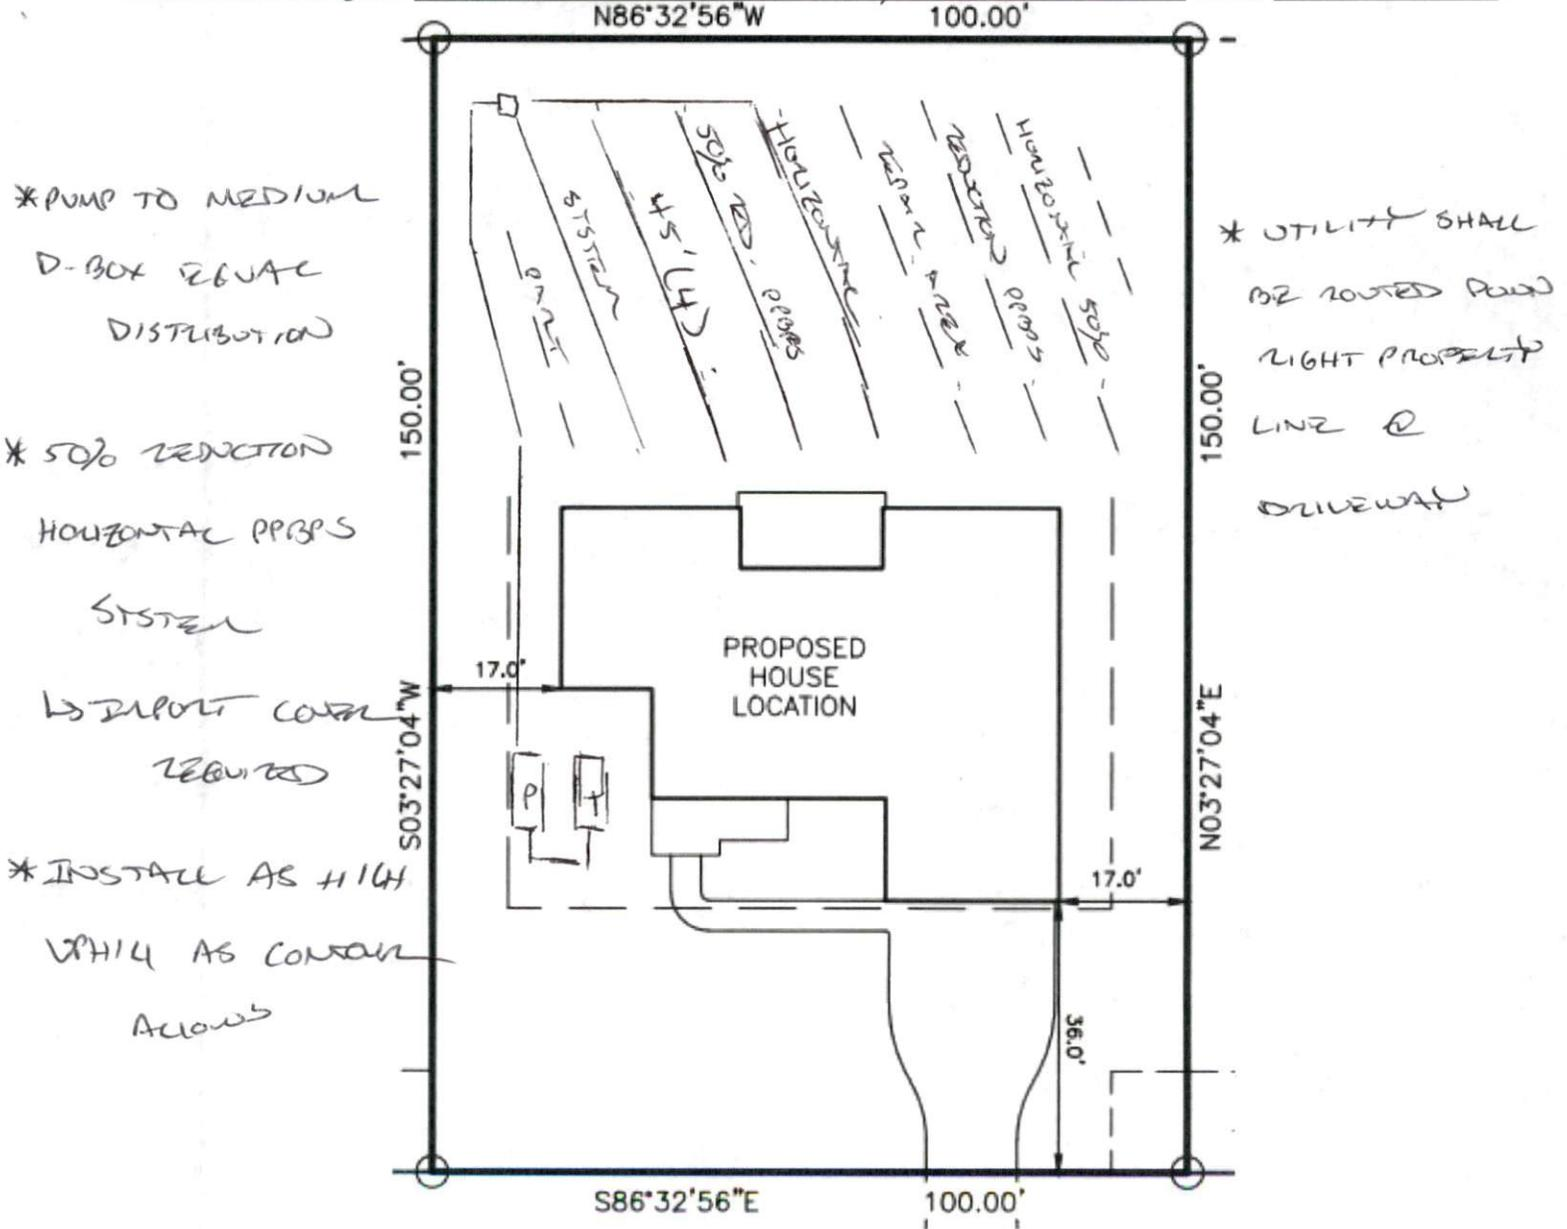 N86°32'56"W 100.00'
*PUMP TO MEDIUM
D-BOX EQUAL
DISTRIBUTION
* 50% REDUCTION
HORIZONTAL PPBPS
SYSTEM
↳ IMPORT COVER
REQUIRED
* INSTALL AS HIGH
UPHILL AS CONTOUR
ALLOWS
150.00'
S03°27'04"W
SYSTEM
45' (4)
50% RED. PPBPS
HORIZONTAL
REPAIR AREA
REDUCTION PPBPS
HORIZONTAL 50%
PROPOSED
HOUSE
LOCATION
17.0'
P
T
17.0'
36.0'
150.00'
N03°27'04"E
* UTILITY SHALL
BE ROUTED DOWN
RIGHT PROPERTY
LINE @
DRIVEWAY
S86°32'56"E 100.00'